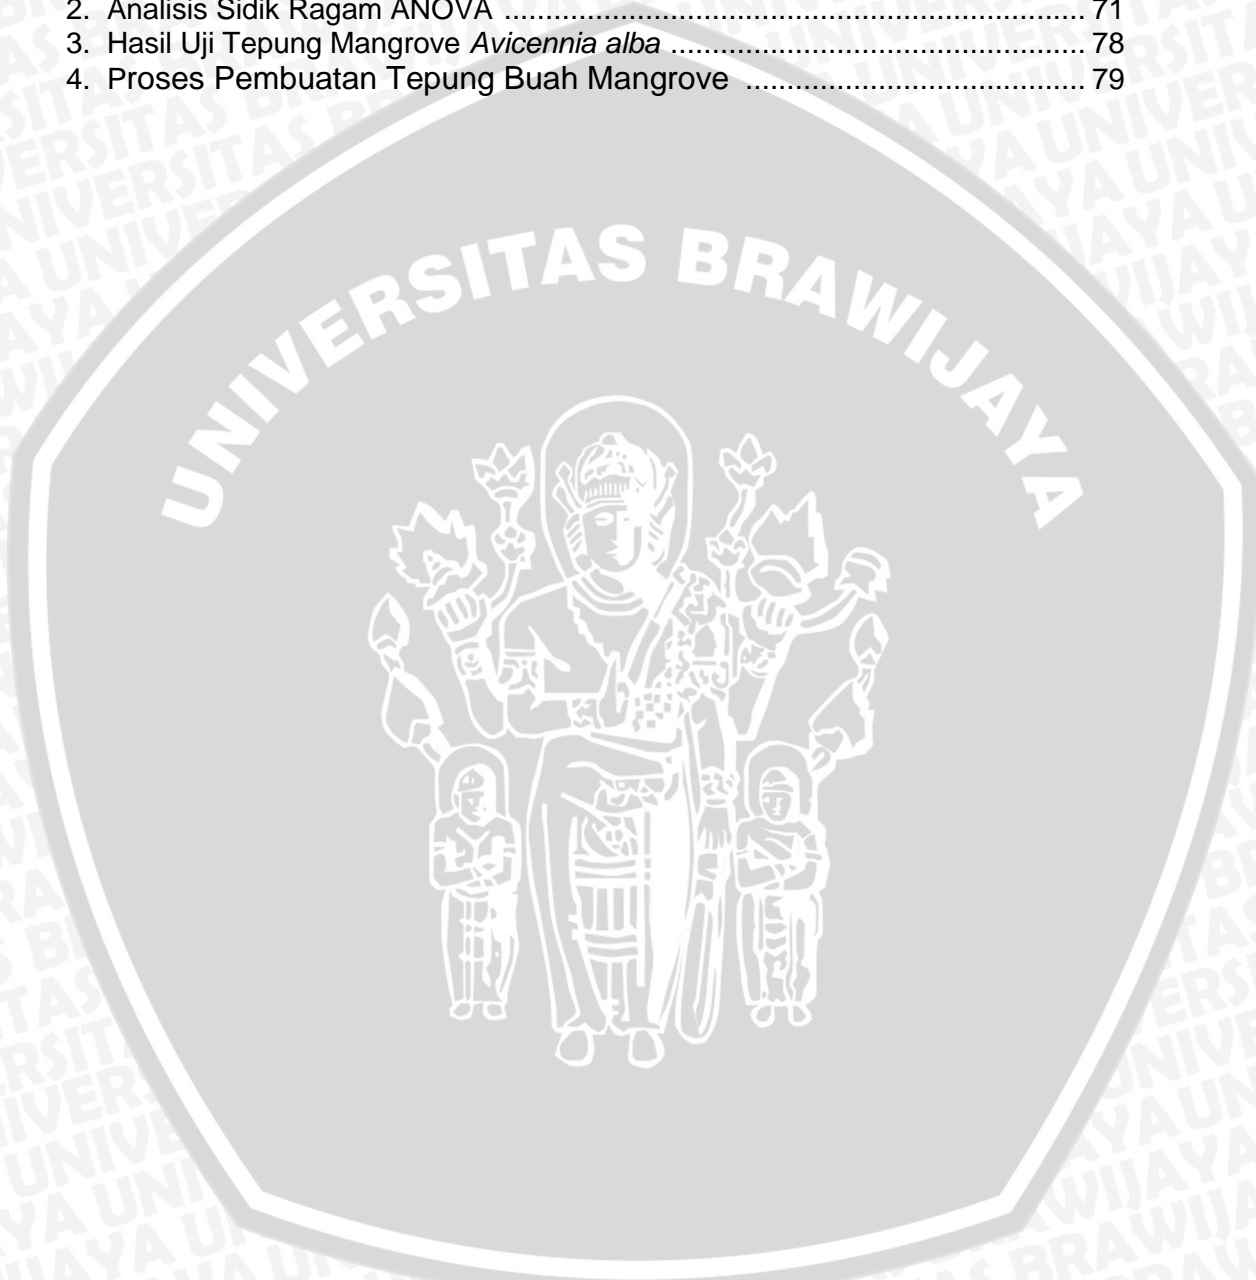 2. Analisis Sidik Ragam ANOVA ........................................................................ 71
3. Hasil Uji Tepung Mangrove Avicennia alba ................................................... 78
4. Proses Pembuatan Tepung Buah Mangrove .......................................... 79
UNIVERSITAS BRAWIJAYA